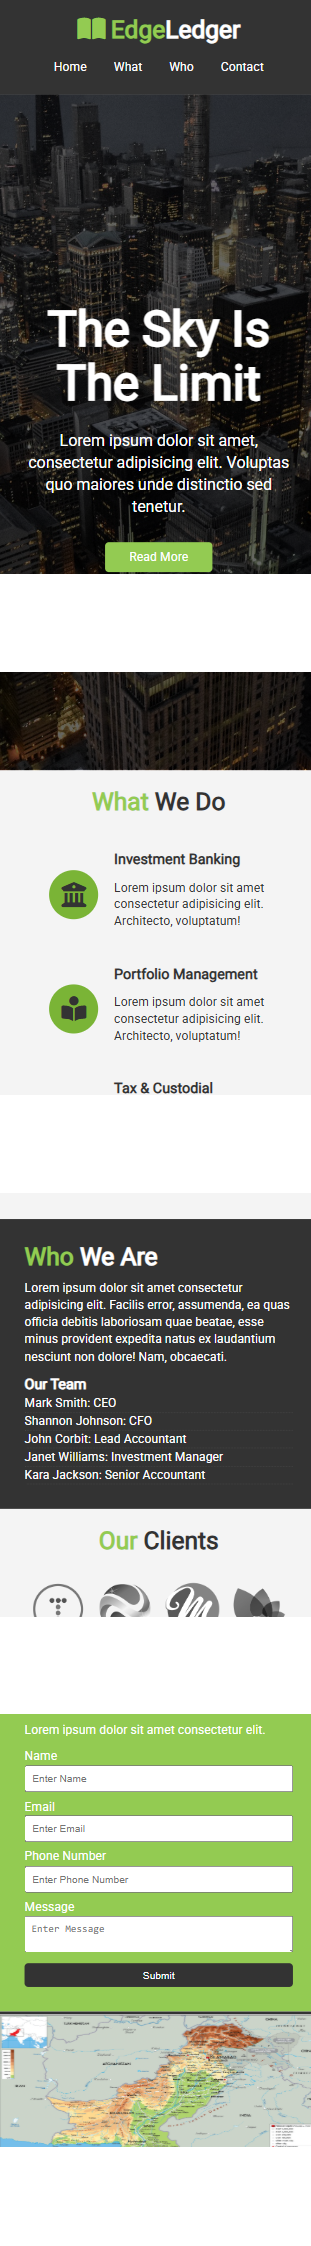 EdgeLedger
Home What Who Contact
The Sky Is
The Limit
Lorem ipsum dolor sit amet,
consectetur adipisicing elit. Voluptas
quo maiores unde distinctio sed
tenetur.
Read More
What We Do
Investment Banking
Lorem ipsum dolor sit amet
consectetur adipisicing elit.
Architecto, voluptatum!
Portfolio Management
Lorem ipsum dolor sit amet
consectetur adipisicing elit.
Architecto, voluptatum!
Tax & Custodial
Who We Are
Lorem ipsum dolor sit amet consectetur
adipisicing elit. Facilis error, assumenda, ea quas
officia debitis laboriosam quae beatae, esse
minus provident expedita natus ex laudantium
nesciunt non dolore! Nam, obcaecati.
Our Team
Mark Smith: CEO
Shannon Johnson: CFO
John Corbit: Lead Accountant
Janet Williams: Investment Manager
Kara Jackson: Senior Accountant
Our Clients
Lorem ipsum dolor sit amet consectetur elit.
Name
Enter Name
Email
Enter Email
Phone Number
Enter Phone Number
Message
Enter Message
Submit